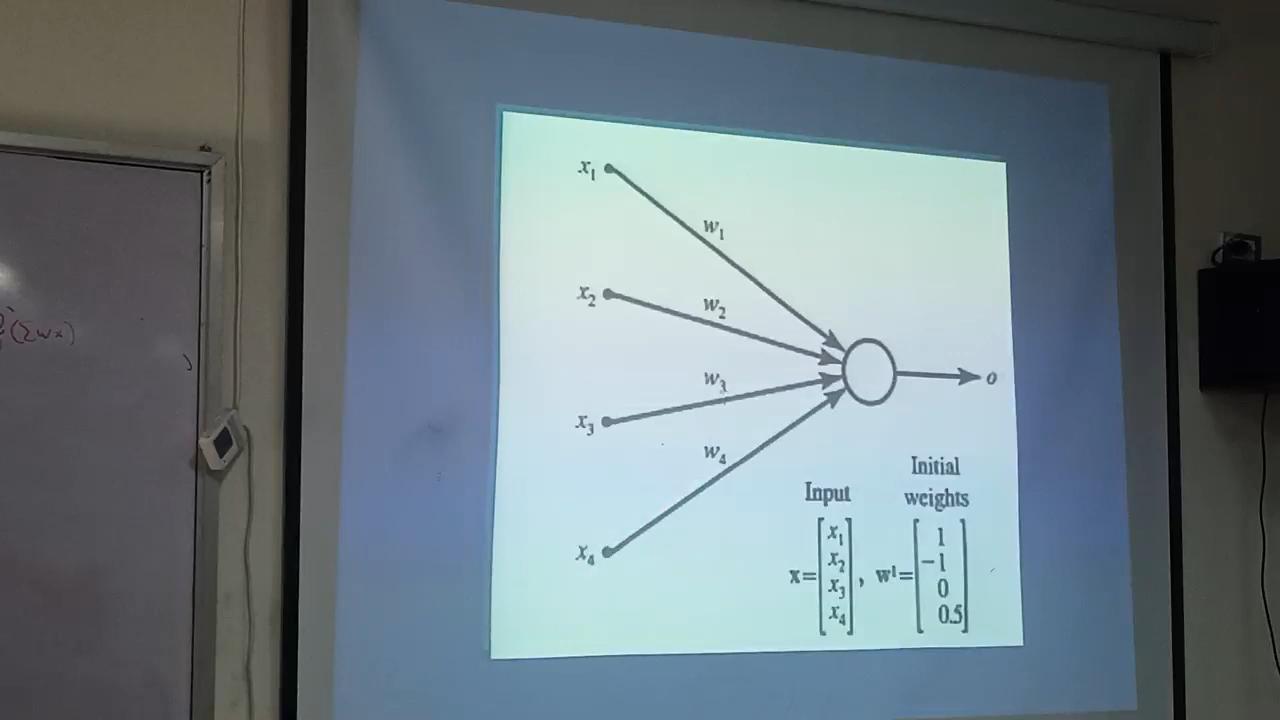 x₁
w₁
x₂
w₂
w₃
x₃
w₄
x₄
o
Input
Initial
weights
x = [x₁ x₂ x₃ x₄], w¹ = [1 -1 0 0.5]
(Σwx)